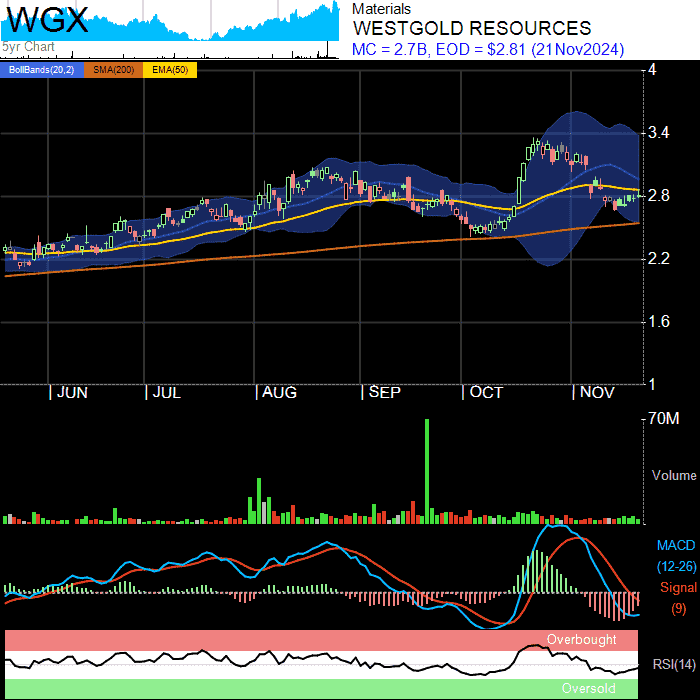 WGX
5yr Chart
Materials
WESTGOLD RESOURCES
MC = 2.7B, EOD = $2.81 (21Nov2024)
BollBands(20,2) SMA(200) EMA(50)
4
3.4
2.8
2.2
1.6
1
JUN JUL AUG SEP OCT NOV
70M
Volume
MACD
(12-26)
Signal
(9)
Overbought
RSI(14)
Oversold